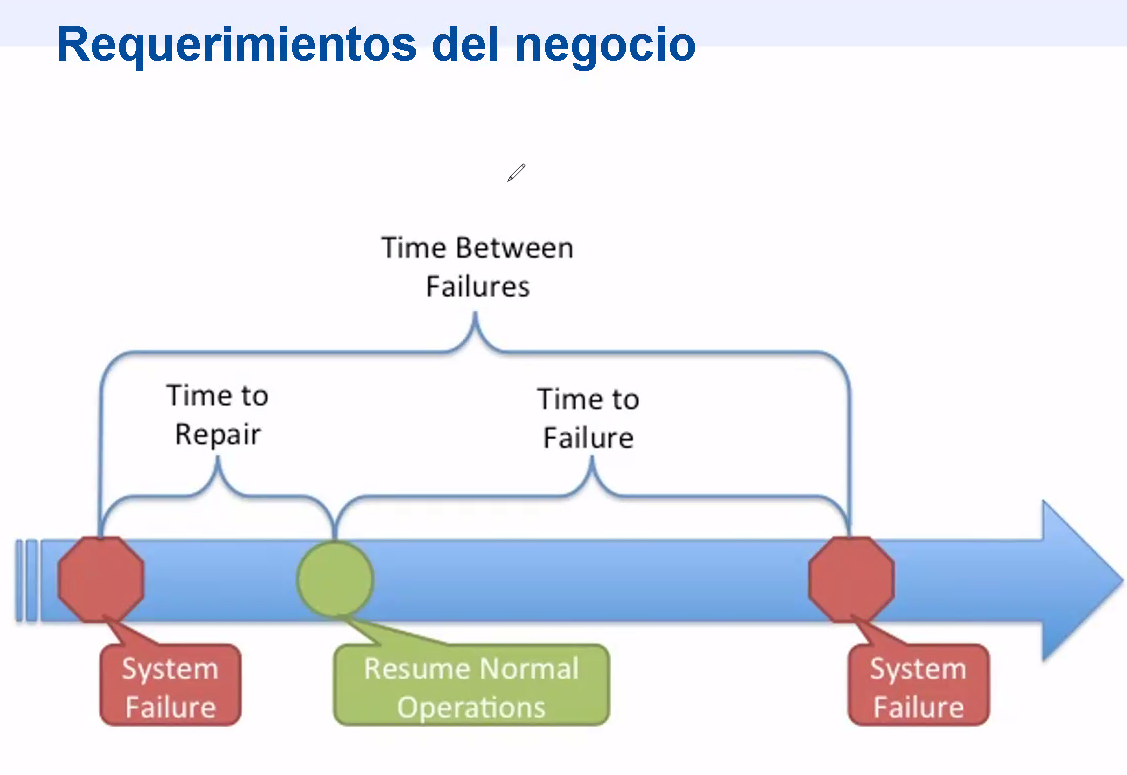 Requerimientos del negocio
Time Between
Failures
Time to
Repair
Time to
Failure
System
Failure
Resume Normal
Operations
System
Failure